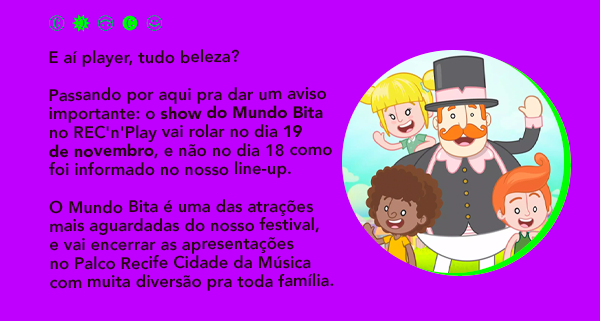 E aí player, tudo beleza?
Passando por aqui pra dar um aviso
importante: o show do Mundo Bita
no REC'n'Play vai rolar no dia 19
de novembro, e não no dia 18 como
foi informado no nosso line-up.
O Mundo Bita é uma das atrações
mais aguardadas do nosso festival,
e vai encerrar as apresentações
no Palco Recife Cidade da Música
com muita diversão pra toda família.